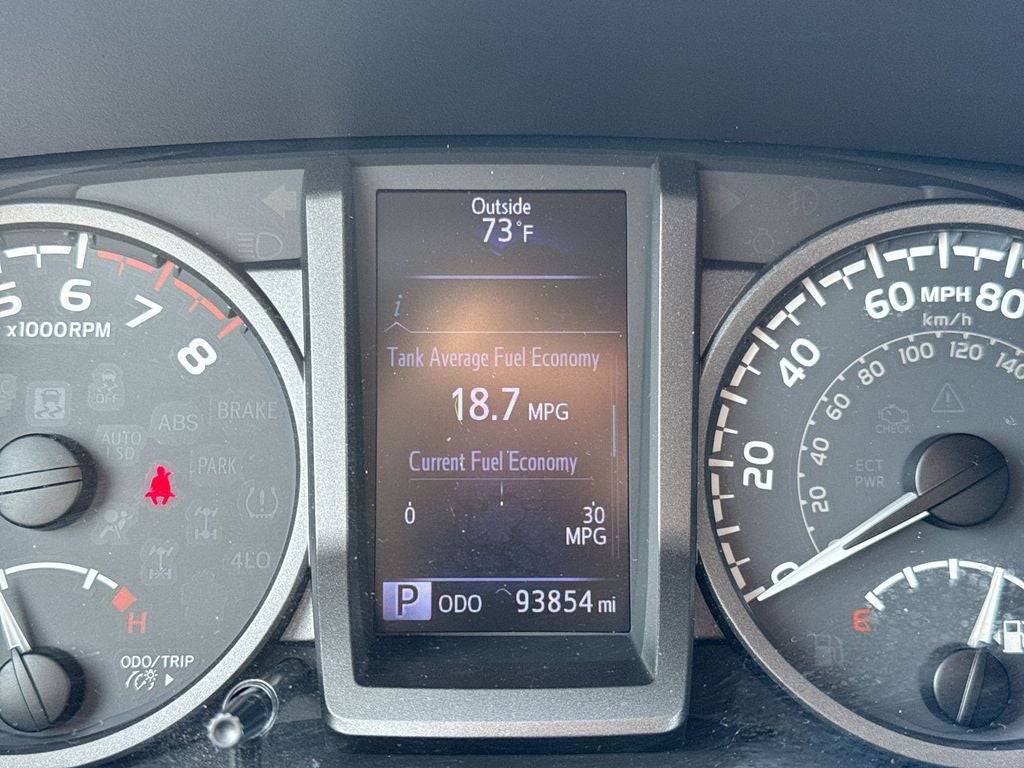 Outside
73°F
i
Tank Average Fuel Economy
18.7 MPG
Current Fuel Economy
0 30
MPG
P ODO 93854 mi
5 6 7 8
x1000RPM
OFF
ABS
BRAKE
AUTO
LSD
PARK
4LO
H
ODO/TRIP
0 20 40 60 MPH 80
km/h
20 40 60 80 100 120 140
CHECK
ECT
PWR
E